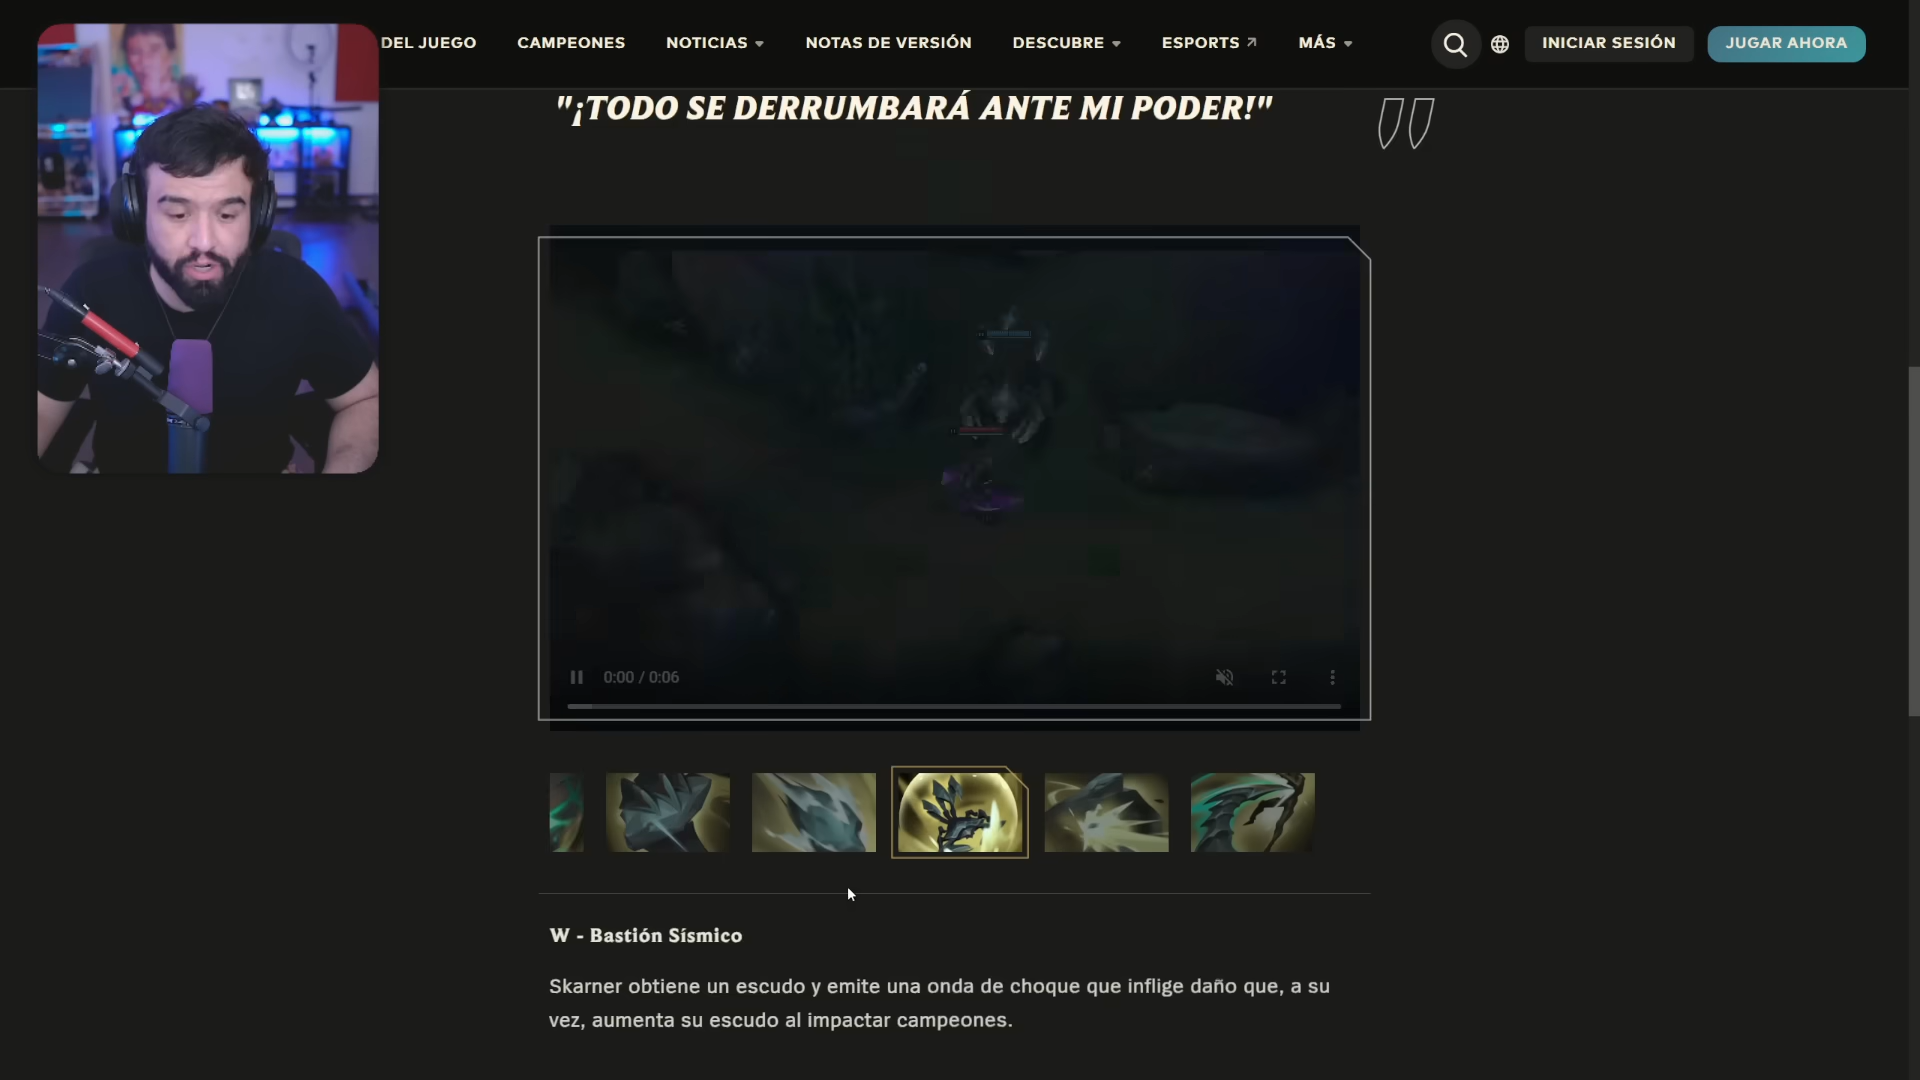 DEL JUEGO
CAMPEONES
NOTICIAS
NOTAS DE VERSIÓN
DESCUBRE
ESPORTS
MÁS
INICIAR SESIÓN
JUGAR AHORA
"¡TODO SE DERRUMBARÁ ANTE MI PODER!"
0:00 / 0:06
W - Bastión Sísmico
Skarner obtiene un escudo y emite una onda de choque que inflige daño que, a su
vez, aumenta su escudo al impactar campeones.